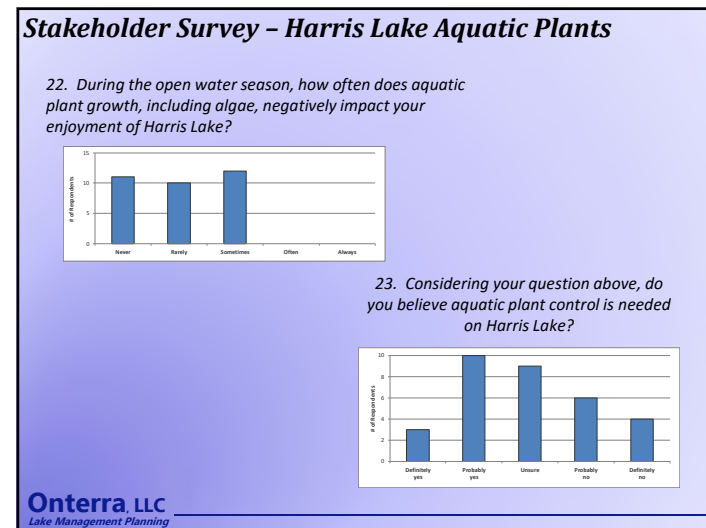 Stakeholder Survey – Harris Lake Aquatic Plants
22. During the open water season, how often does aquatic
plant growth, including algae, negatively impact your
enjoyment of Harris Lake?
15
10
5
0
# of Respondents
Never Rarely Sometimes Often Always
23. Considering your question above, do
you believe aquatic plant control is needed
on Harris Lake?
10
8
6
4
2
0
# of Respondents
Definitely Probably Unsure Probably Definitely
yes yes no no
Onterra, LLC
Lake Management Planning